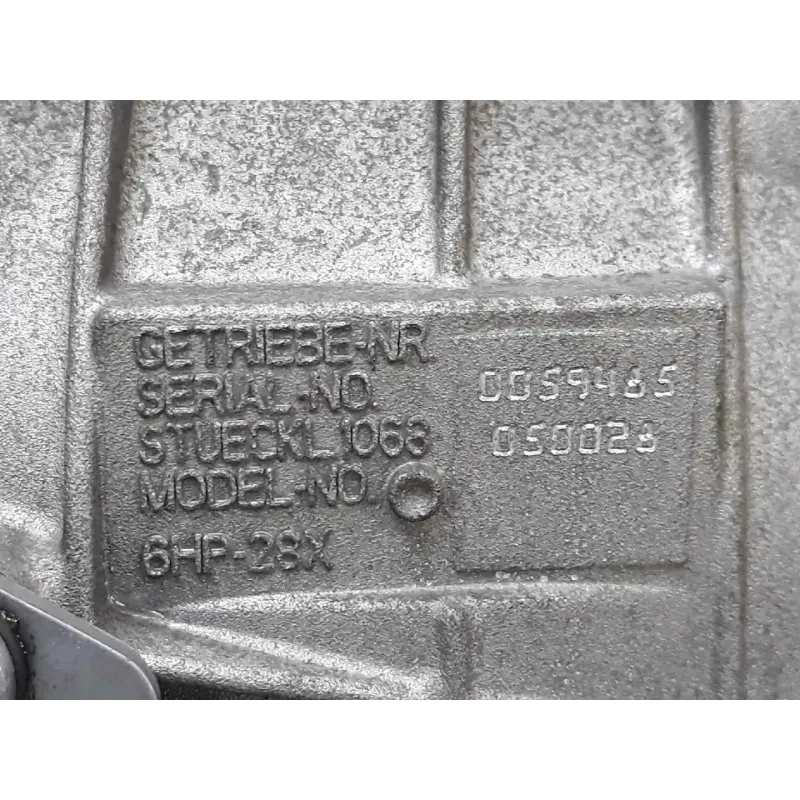 GETRIEBE-NR.
SERIAL-NO. 0059465
STUECKL.1068 050028
MODEL-NO.
6HP-28X